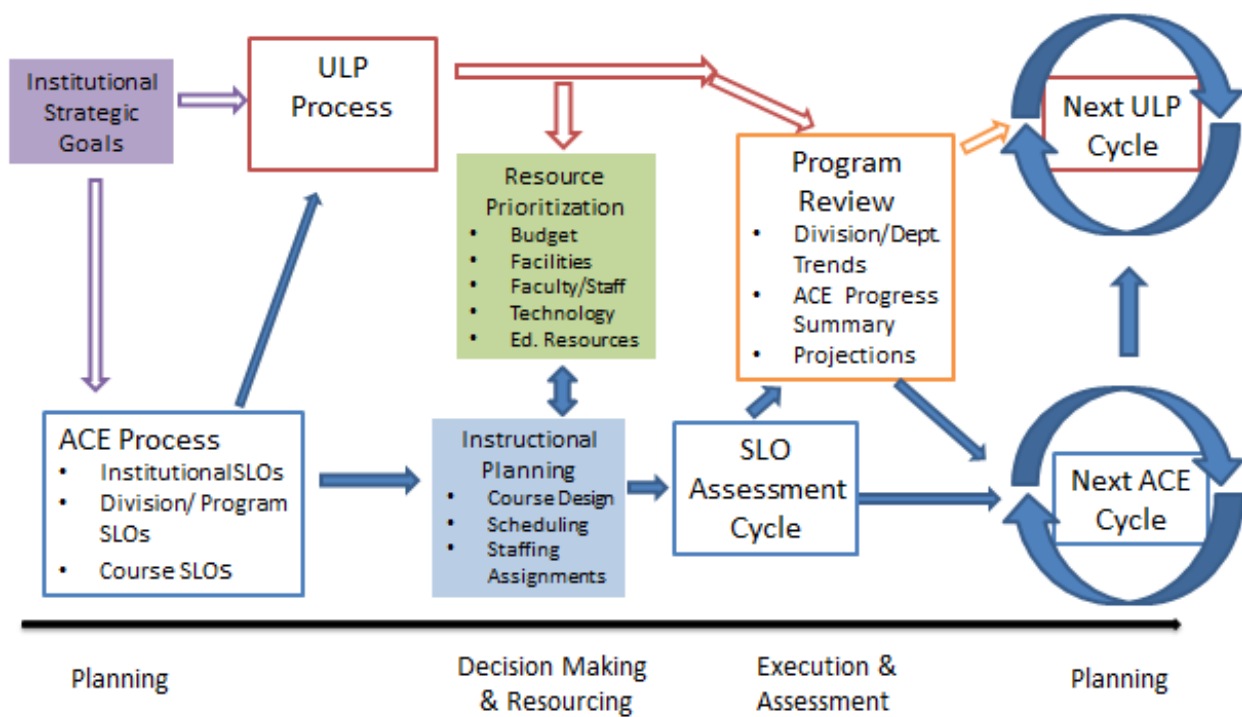 Institutional
Strategic
Goals
ULP
Process
Resource
Prioritization
• Budget
• Facilities
• Faculty/Staff
• Technology
• Ed. Resources
Program
Review
• Division/Dept.
Trends
• ACE Progress
Summary
• Projections
Next ULP
Cycle
ACE Process
• InstitutionalSLOs
• Division/ Program
SLOs
• Course SLOs
Instructional
Planning
• Course Design
• Scheduling
• Staffing
Assignments
SLO
Assessment
Cycle
Next ACE
Cycle
Planning
Decision Making
& Resourcing
Execution &
Assessment
Planning